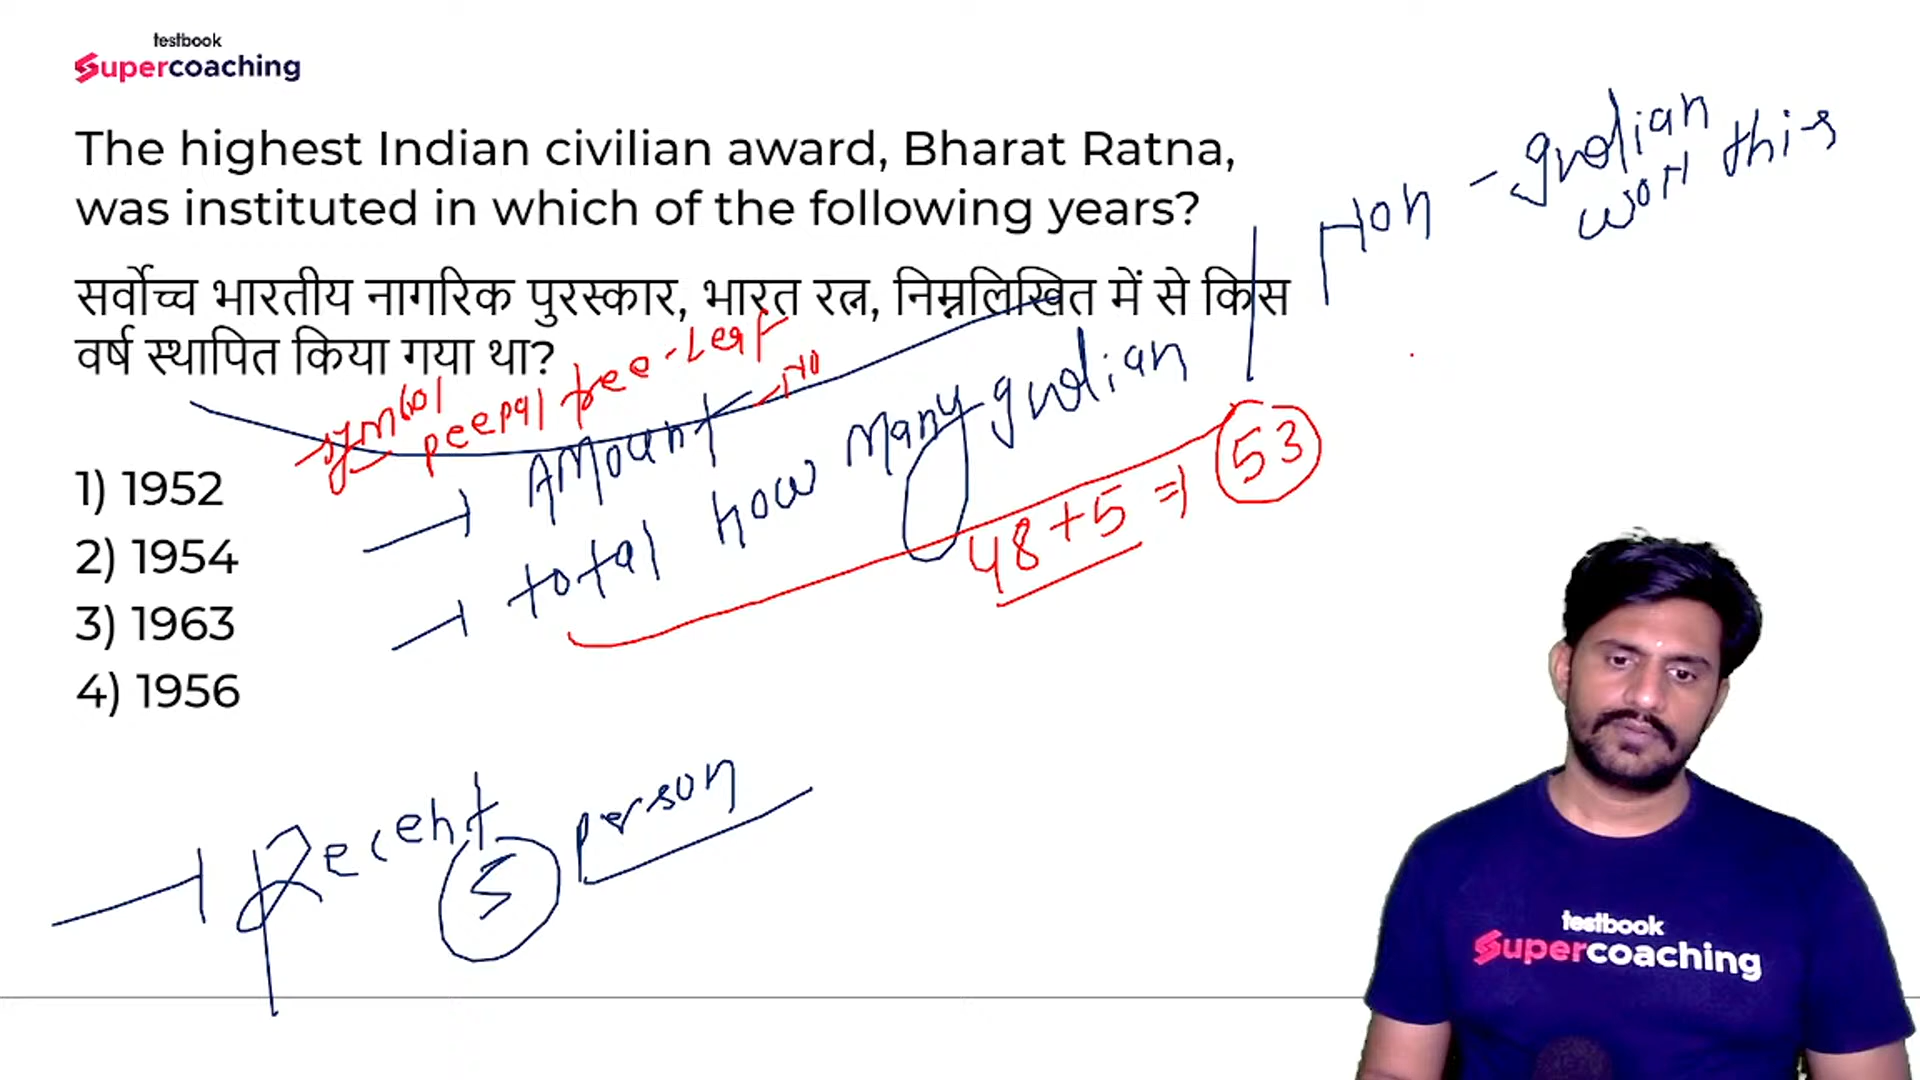 testbook
Supercoaching
The highest Indian civilian award, Bharat Ratna,
was instituted in which of the following years?
सर्वोच्च भारतीय नागरिक पुरस्कार, भारत रत्न, निम्नलिखित में से किस
वर्ष स्थापित किया गया था?
Non - Indian
won this
symbol peepal tree-Leaf
Amount - NO
total how many Indian
48+5 ⇒ 53
1) 1952
2) 1954
3) 1963
4) 1956
Recent 5 person
testbook
Supercoaching